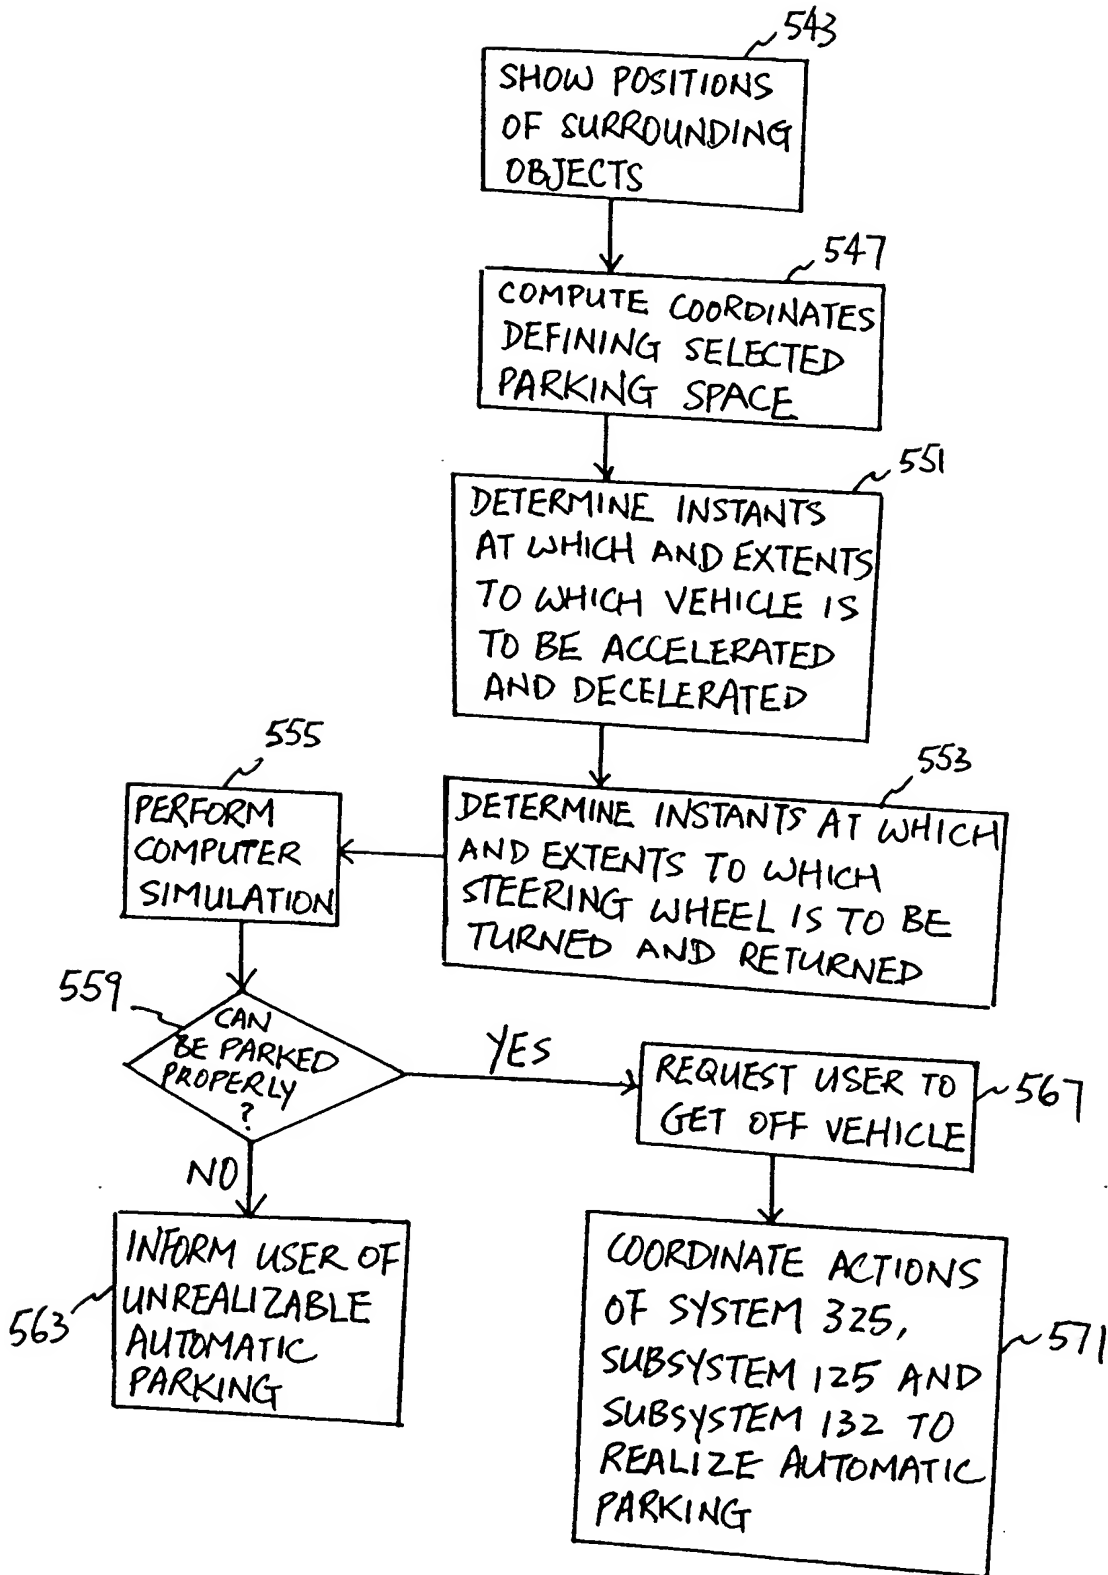 543
SHOW POSITIONS
OF SURROUNDING
OBJECTS
547
COMPUTE COORDINATES
DEFINING SELECTED
PARKING SPACE
551
DETERMINE INSTANTS
AT WHICH AND EXTENTS
TO WHICH VEHICLE IS
TO BE ACCELERATED
AND DECELERATED
553
DETERMINE INSTANTS AT WHICH
AND EXTENTS TO WHICH
STEERING WHEEL IS TO BE
TURNED AND RETURNED
555
PERFORM
COMPUTER
SIMULATION
559
CAN
BE PARKED
PROPERLY
?
YES
NO
REQUEST USER TO
GET OFF VEHICLE
567
INFORM USER OF
UNREALIZABLE
AUTOMATIC
PARKING
563
COORDINATE ACTIONS
OF SYSTEM 325,
SUBSYSTEM 125 AND
SUBSYSTEM 132 TO
REALIZE AUTOMATIC
PARKING
571